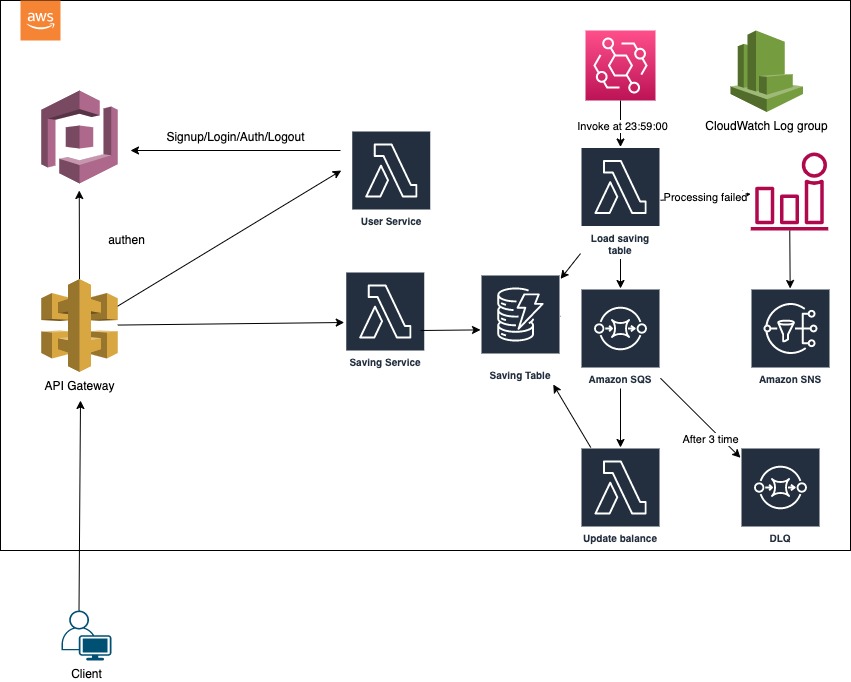 aws
Invoke at 23:59:00
CloudWatch Log group
Signup/Login/Auth/Logout
Processing failed
User Service
authen
Load saving
table
API Gateway
Saving Service
Saving Table
Amazon SQS
Amazon SNS
After 3 time
Update balance
DLQ
Client